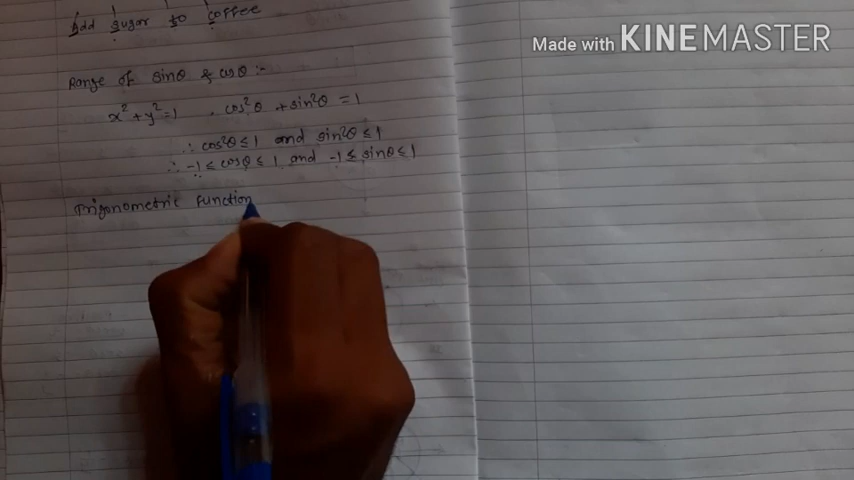 Add sugar to coffee
Made with KINEMASTER
Range of sinθ & cosθ :-
x² + y² = 1 . cos²θ + sin²θ = 1
∴ cos²θ ≤ 1 and sin²θ ≤ 1
∴ -1 ≤ cosθ ≤ 1 and -1 ≤ sinθ ≤ 1
Trigonometric Function